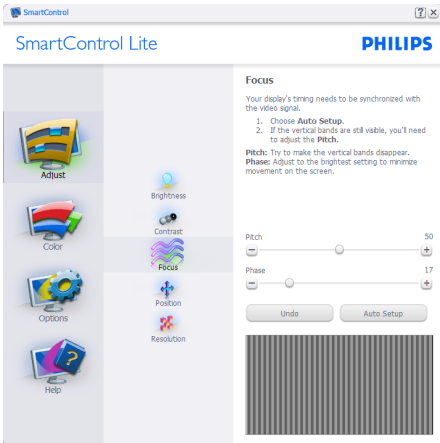 SmartControl
SmartControl Lite
PHILIPS
Adjust
Color
Options
Help
Brightness
Contrast
Focus
Position
Resolution
Focus
Your display's timing needs to be synchronized with
the video signal.
1. Choose Auto Setup.
2. If the vertical bands are still visible, you'll need
to adjust the Pitch.
Pitch: Try to make the vertical bands disappear.
Phase: Adjust to the brightest setting to minimize
movement on the screen.
Pitch 50
Phase 17
Undo Auto Setup